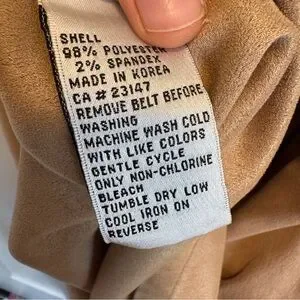 SHELL
98% POLYESTER
2% SPANDEX
MADE IN KOREA
CA # 23147
REMOVE BELT BEFORE
WASHING
MACHINE WASH COLD
WITH LIKE COLORS
GENTLE CYCLE
ONLY NON-CHLORINE
BLEACH
TUMBLE DRY LOW
COOL IRON ON
REVERSE